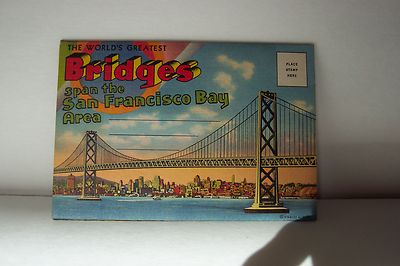 THE WORLD'S GREATEST
Bridges
span the
San Francisco Bay
Area
PLACE
STAMP
HERE